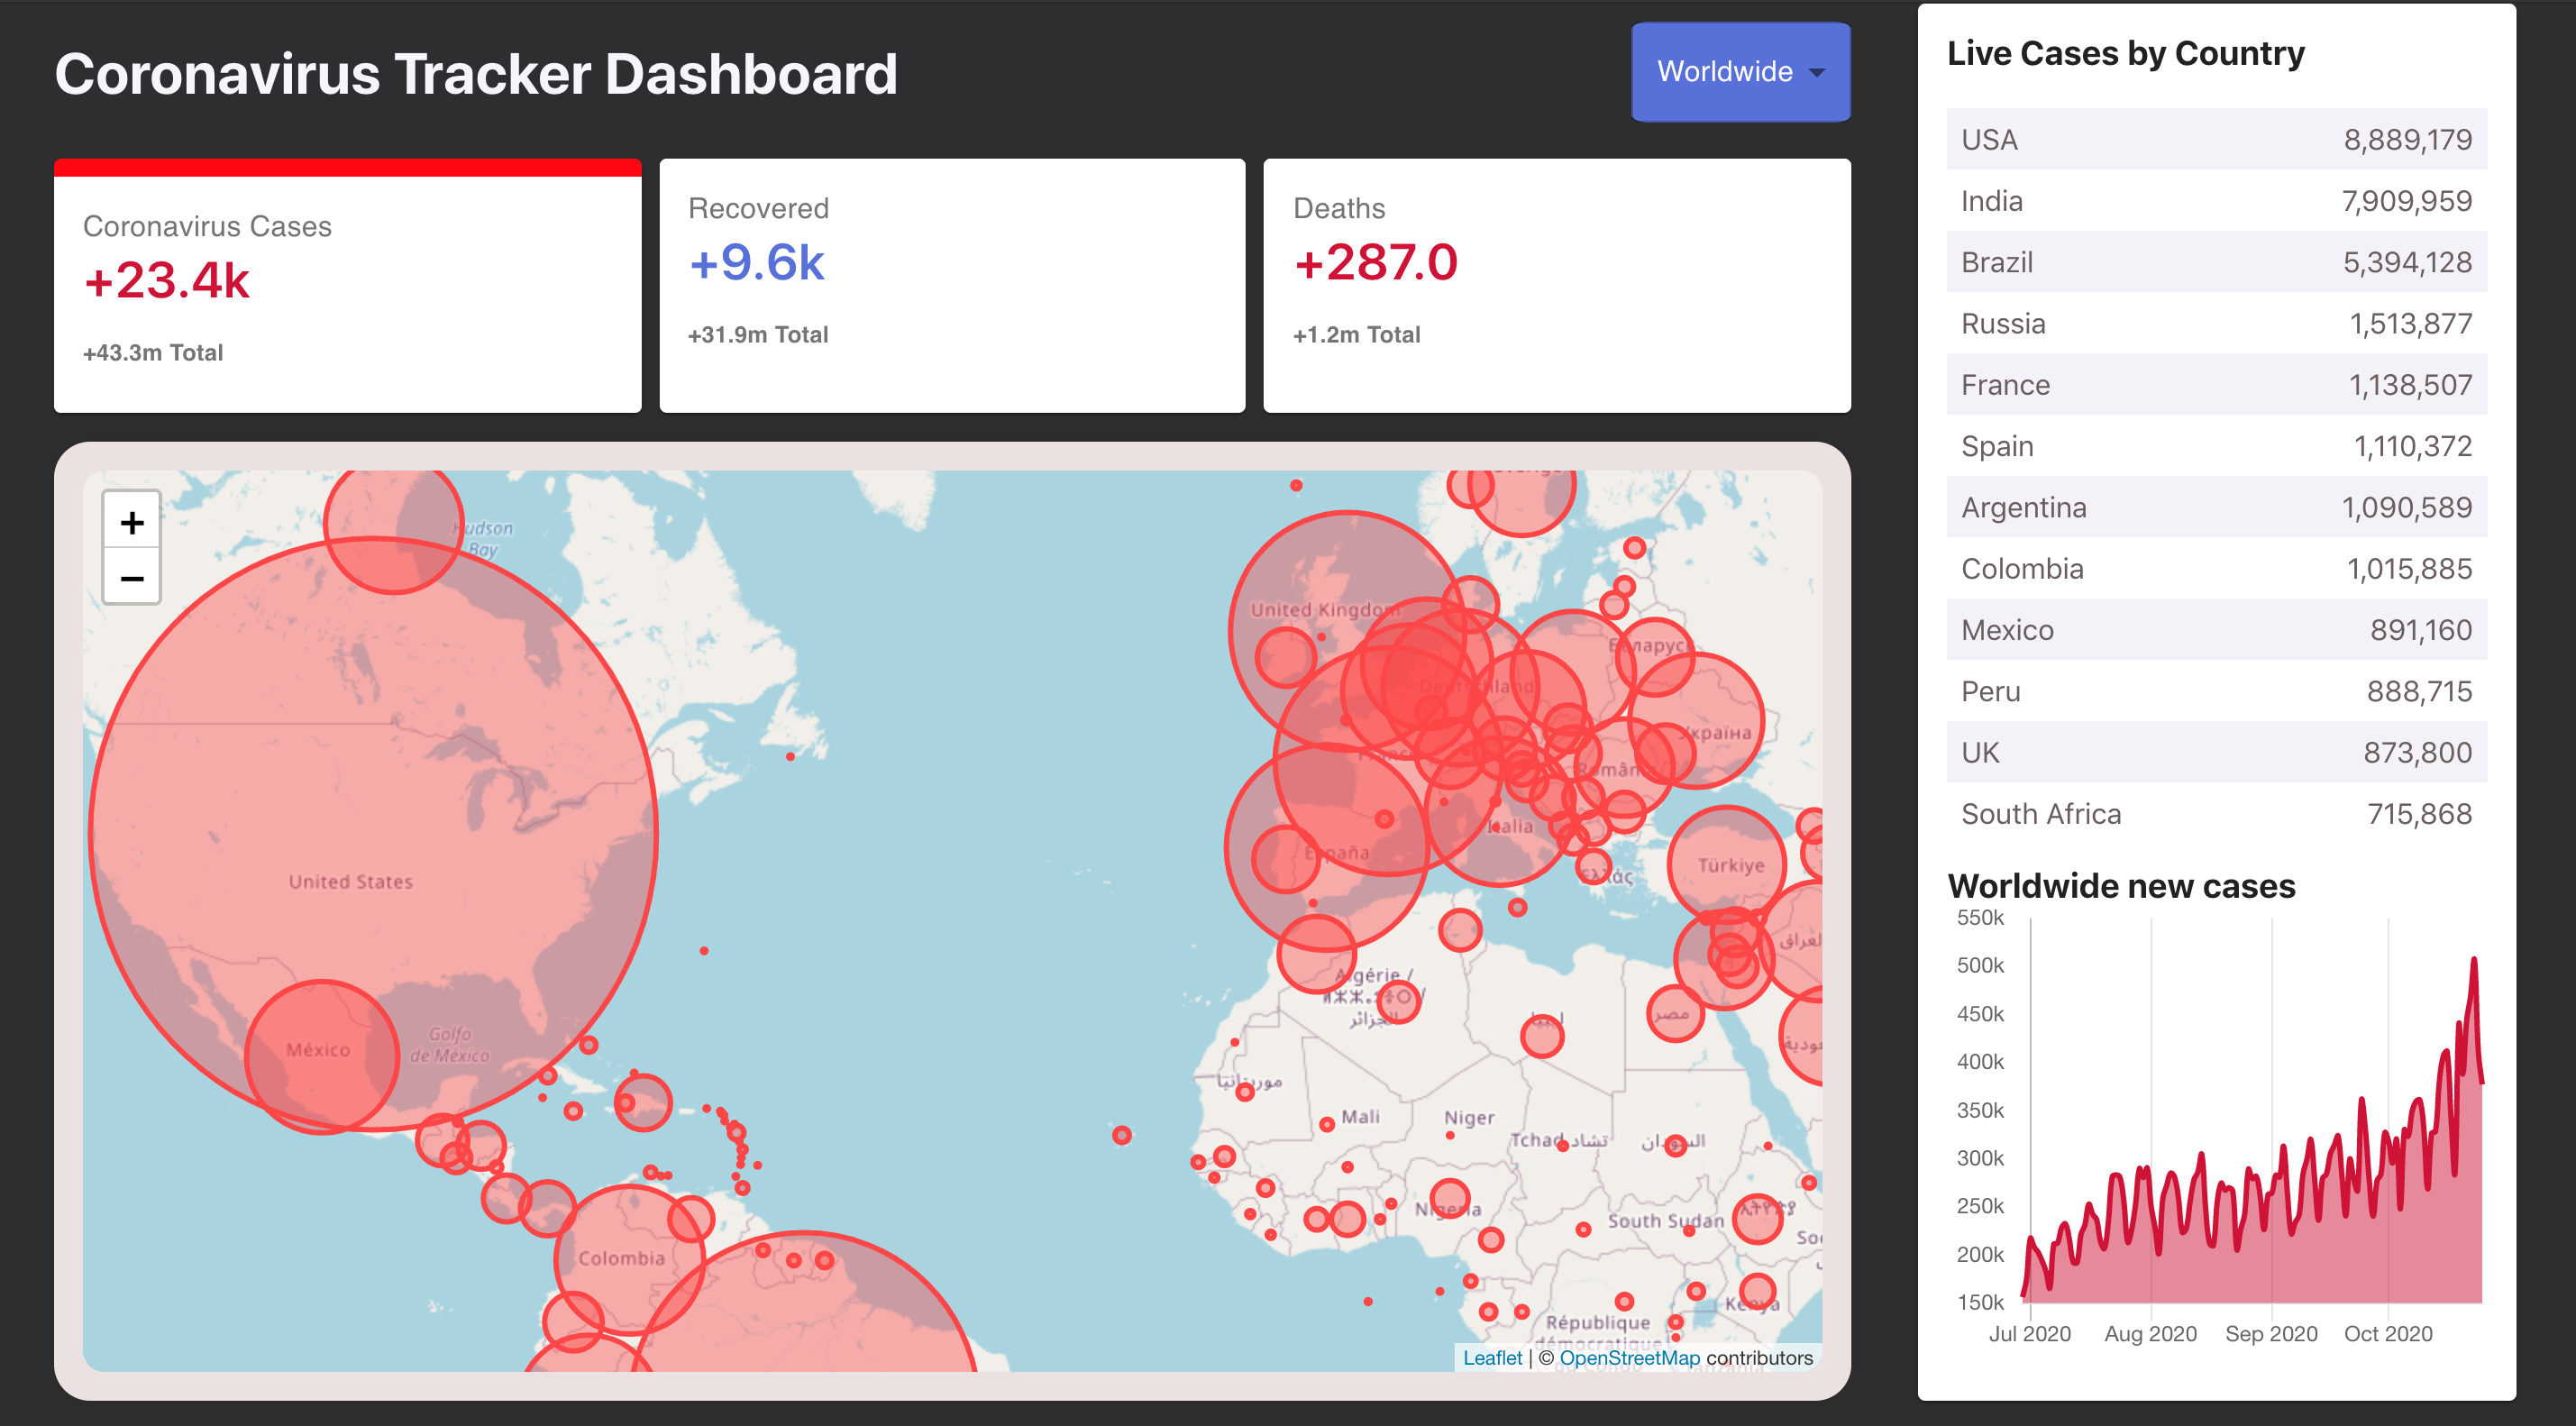 Coronavirus Tracker Dashboard
Worldwide
Coronavirus Cases
+23.4k
+43.3m Total
Recovered
+9.6k
+31.9m Total
Deaths
+287.0
+1.2m Total
+
−
Hudson
Bay
United States
México
Golfo
de México
Colombia
United Kingdom
Deutschland
Беларусь
Україна
România
Italia
España
Ελλάς
Türkiye
Algérie /
الجزائر
ليبيا
مصر
العراق
موريتانيا
Mali
Niger
Tchad تشاد
السودان
Nigeria
South Sudan
Kenya
République
démocratique
Leaflet | © OpenStreetMap contributors
Live Cases by Country
USA 8,889,179
India 7,909,959
Brazil 5,394,128
Russia 1,513,877
France 1,138,507
Spain 1,110,372
Argentina 1,090,589
Colombia 1,015,885
Mexico 891,160
Peru 888,715
UK 873,800
South Africa 715,868
Worldwide new cases
550k
500k
450k
400k
350k
300k
250k
200k
150k
Jul 2020 Aug 2020 Sep 2020 Oct 2020